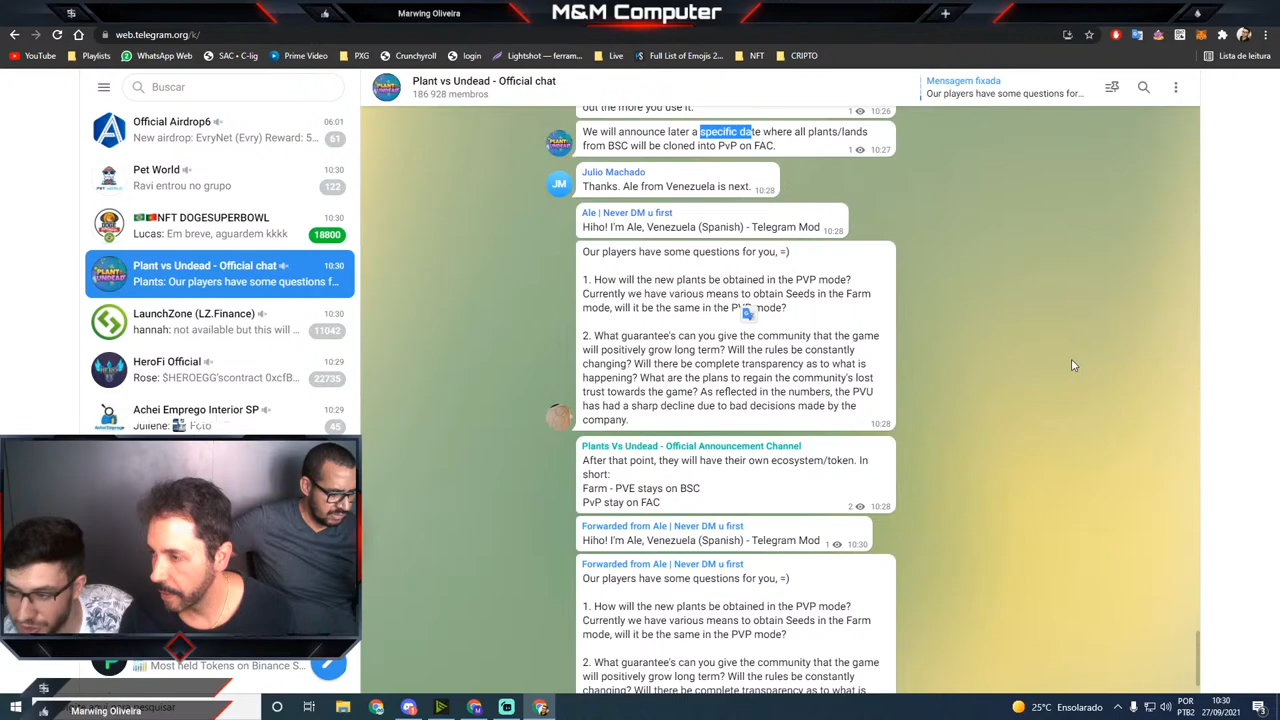 M&M Computer
Marwing Oliveira
web.telegram.org/k/
YouTube
Playlists
WhatsApp Web
SAC • C-lig
Prime Video
PXG
Crunchyroll
login
Lightshot — ferram...
Full List of Emojis 2...
NFT
CRIPTO
Lista de leitura
Buscar
Plant vs Undead - Official chat
186 928 membros
Mensagem fixada
Our players have some questions for...
Official Airdrop6
06:01
New airdrop: EvryNet (Evry) Reward: 5...
61
Pet World
10:30
Ravi entrou no grupo
122
NFT DOGESUPERBOWL
10:30
Lucas: Em breve, aguardem kkkk
18800
Plant vs Undead - Official chat
10:30
Plants: Our players have some questions f...
LaunchZone (LZ.Finance)
10:30
hannah: not available but this will ...
11042
HeroFi Official
10:29
Rose: $HEROEGG'scontract 0xcfB...
22735
Achei Emprego Interior SP
10:29
Juliene: Foto
45
Most held Tokens on Binance S...
out the more you use it.
1 10:26
We will announce later a specific date where all plants/lands
from BSC will be cloned into PvP on FAC.
1 10:27
JM
Julio Machado
Thanks. Ale from Venezuela is next.
10:28
Ale | Never DM u first
Hiho! I'm Ale, Venezuela (Spanish) - Telegram Mod
10:28
Our players have some questions for you, =)
1. How will the new plants be obtained in the PVP mode?
Currently we have various means to obtain Seeds in the Farm
mode, will it be the same in the PVP mode?
2. What guarantee's can you give the community that the game
will positively grow long term? Will the rules be constantly
changing? Will there be complete transparency as to what is
happening? What are the plans to regain the community's lost
trust towards the game? As reflected in the numbers, the PVU
has had a sharp decline due to bad decisions made by the
company.
10:28
Plants Vs Undead - Official Announcement Channel
After that point, they will have their own ecosystem/token. In
short:
Farm - PVE stays on BSC
PvP stay on FAC
2 10:28
Forwarded from Ale | Never DM u first
Hiho! I'm Ale, Venezuela (Spanish) - Telegram Mod
1 10:30
Forwarded from Ale | Never DM u first
Our players have some questions for you, =)
1. How will the new plants be obtained in the PVP mode?
Currently we have various means to obtain Seeds in the Farm
mode, will it be the same in the PVP mode?
2. What guarantee's can you give the community that the game
will positively grow long term? Will the rules be constantly
changing? Will there be complete transparency as to what is
Marwing Oliveira
pesquisar
25°C Ensolarado
POR
PTB2
10:30
27/09/2021